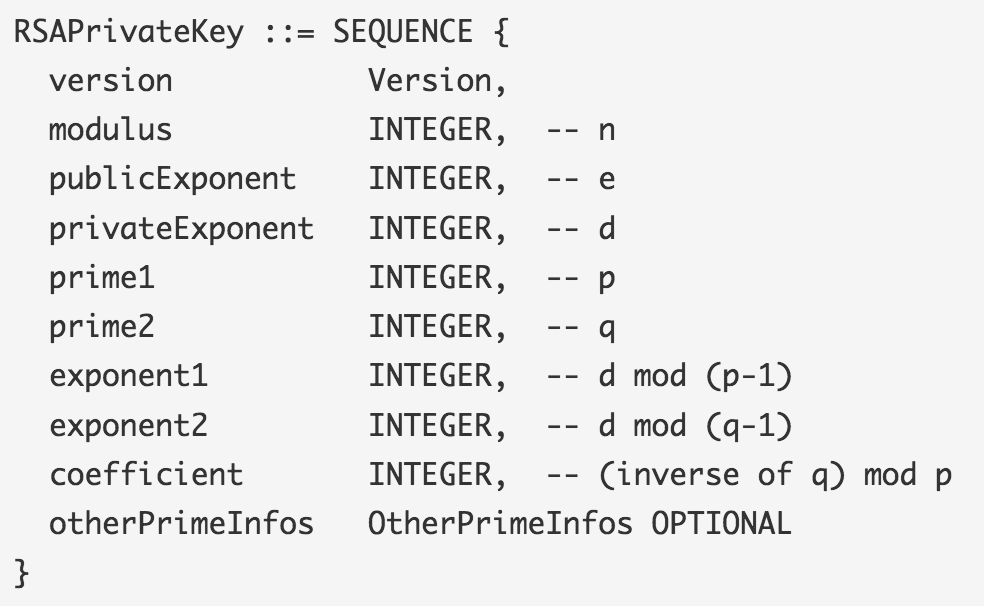 RSAPrivateKey ::= SEQUENCE {
  version           Version,
  modulus           INTEGER,  -- n
  publicExponent    INTEGER,  -- e
  privateExponent   INTEGER,  -- d
  prime1            INTEGER,  -- p
  prime2            INTEGER,  -- q
  exponent1         INTEGER,  -- d mod (p-1)
  exponent2         INTEGER,  -- d mod (q-1)
  coefficient       INTEGER,  -- (inverse of q) mod p
  otherPrimeInfos   OtherPrimeInfos OPTIONAL
}